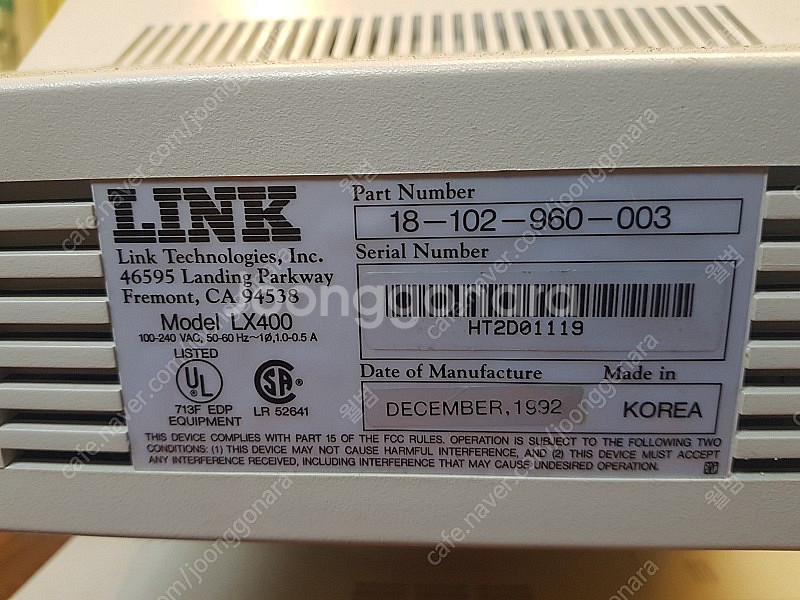 LINK
Link Technologies, Inc.
46595 Landing Parkway
Fremont, CA 94538
Model LX400
100-240 VAC, 50-60 Hz~1Ø,1.0-0.5 A
LISTED
UL
713F EDP
EQUIPMENT
SA
LR 52641
Part Number
18-102-960-003
Serial Number
HT2D01119
Date of Manufacture
DECEMBER,1992
Made in
KOREA
THIS DEVICE COMPLIES WITH PART 15 OF THE FCC RULES. OPERATION IS SUBJECT TO THE FOLLOWING TWO
CONDITIONS: (1) THIS DEVICE MAY NOT CAUSE HARMFUL INTERFERENCE, AND (2) THIS DEVICE MUST ACCEPT
ANY INTERFERENCE RECEIVED, INCLUDING INTERFERENCE THAT MAY CAUSE UNDESIRED OPERATION.
Joonggonara
cafe.naver.com/joonggonara
월범